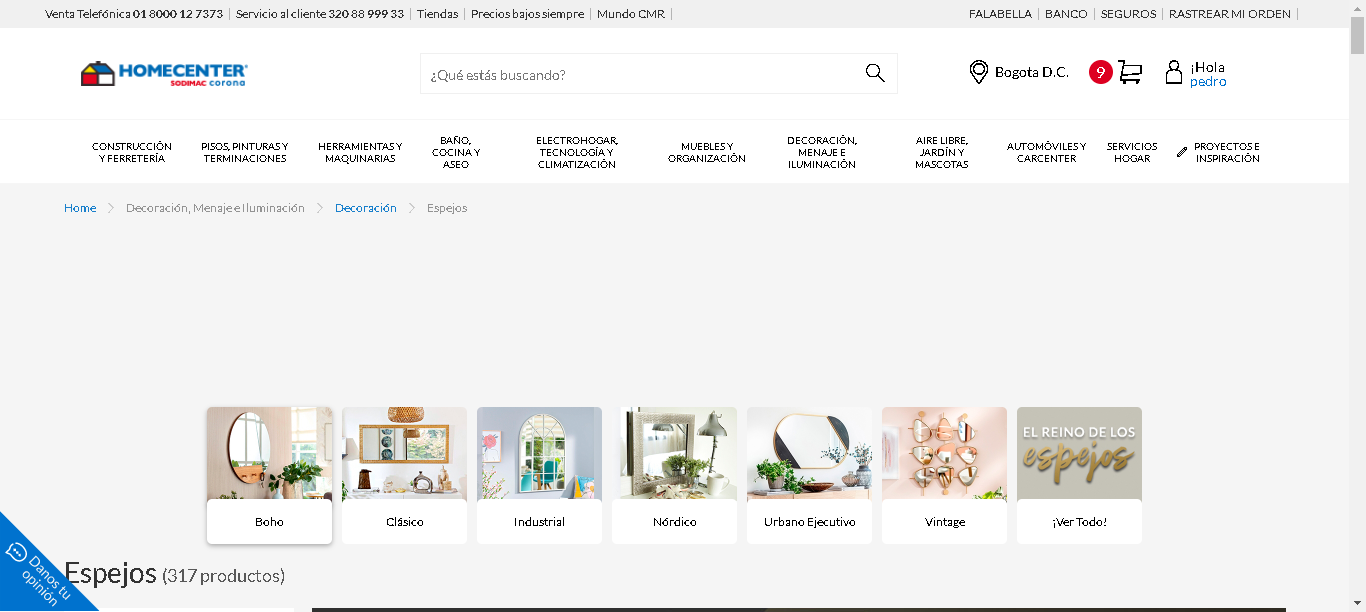 Venta Telefónica 01 8000 12 7373 Servicio al cliente 320 88 999 33 Tiendas Precios bajos siempre Mundo CMR FALABELLA BANCO SEGUROS RASTREAR MI ORDEN
HOMECENTER
SODIMAC corona
¿Qué estás buscando?
Bogota D.C.
9
¡Hola
pedro
CONSTRUCCIÓN
Y FERRETERÍA
PISOS, PINTURAS Y
TERMINACIONES
HERRAMIENTAS Y
MAQUINARIAS
BAÑO,
COCINA Y
ASEO
ELECTROHOGAR,
TECNOLOGÍA Y
CLIMATIZACIÓN
MUEBLES Y
ORGANIZACIÓN
DECORACIÓN,
MENAJE E
ILUMINACIÓN
AIRE LIBRE,
JARDÍN Y
MASCOTAS
AUTOMÓVILES Y
CARCENTER
SERVICIOS
HOGAR
PROYECTOS E
INSPIRACIÓN
Home Decoración, Menaje e Iluminación Decoración Espejos
EL REINO DE LOS
espejos
Boho
Clásico
Industrial
Nórdico
Urbano Ejecutivo
Vintage
¡Ver Todo!
Danos tu
opinión
Espejos (317 productos)